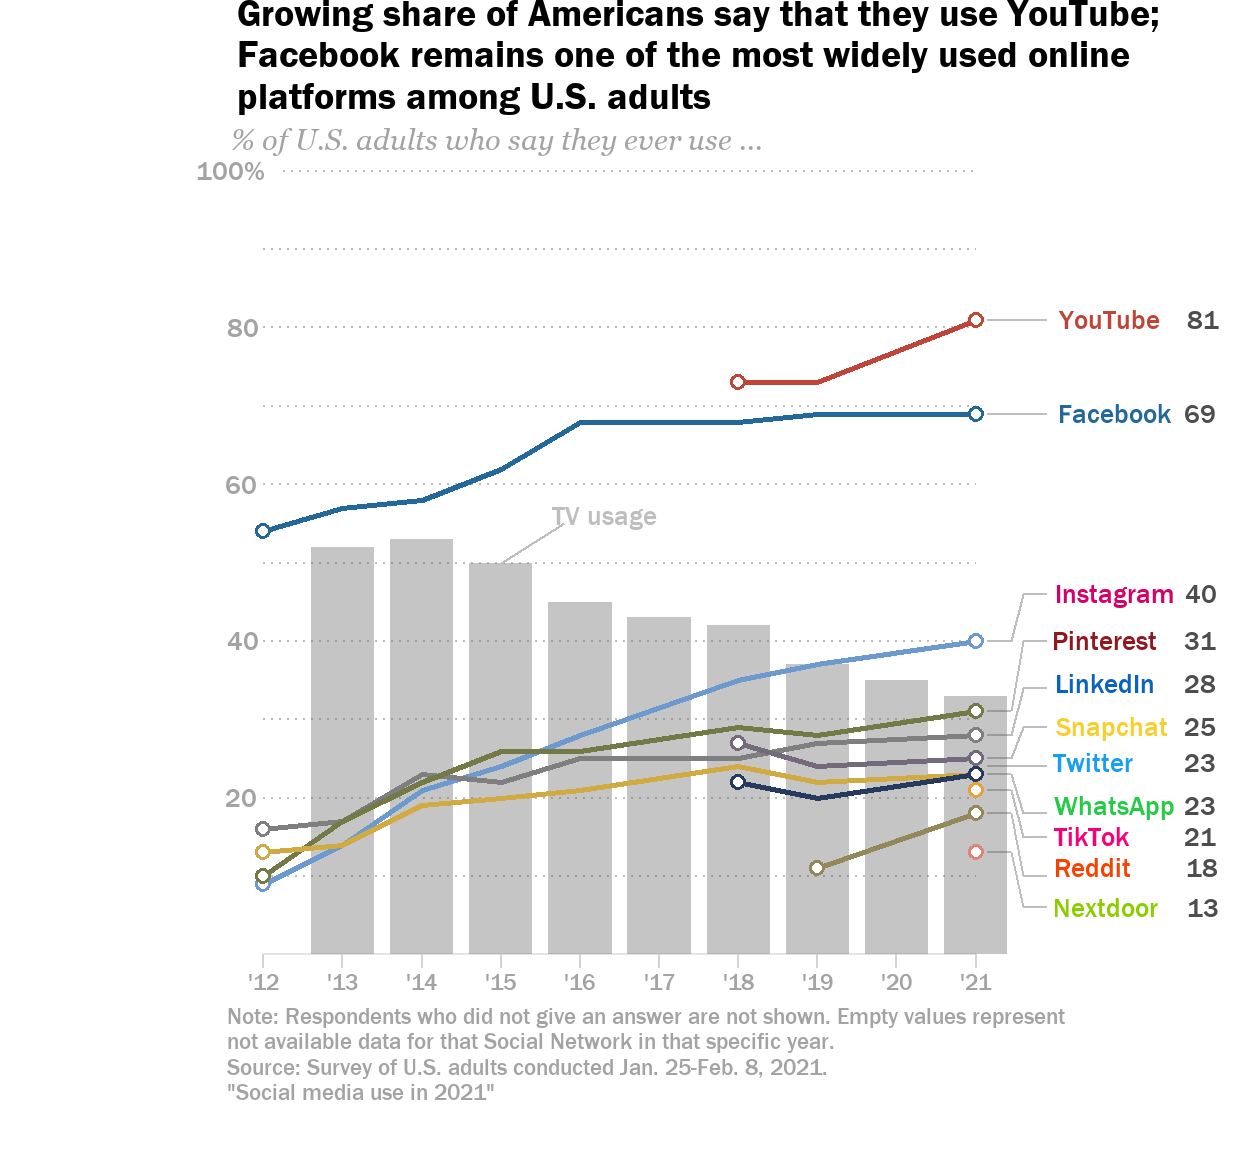 Growing share of Americans say that they use YouTube;
Facebook remains one of the most widely used online
platforms among U.S. adults
% of U.S. adults who say they ever use ...
100%
80
YouTube 81
Facebook 69
60
TV usage
Instagram 40
40
Pinterest 31
LinkedIn 28
Snapchat 25
Twitter 23
20
WhatsApp 23
TikTok 21
Reddit 18
Nextdoor 13
'12 '13 '14 '15 '16 '17 '18 '19 '20 '21
Note: Respondents who did not give an answer are not shown. Empty values represent
not available data for that Social Network in that specific year.
Source: Survey of U.S. adults conducted Jan. 25-Feb. 8, 2021.
"Social media use in 2021"